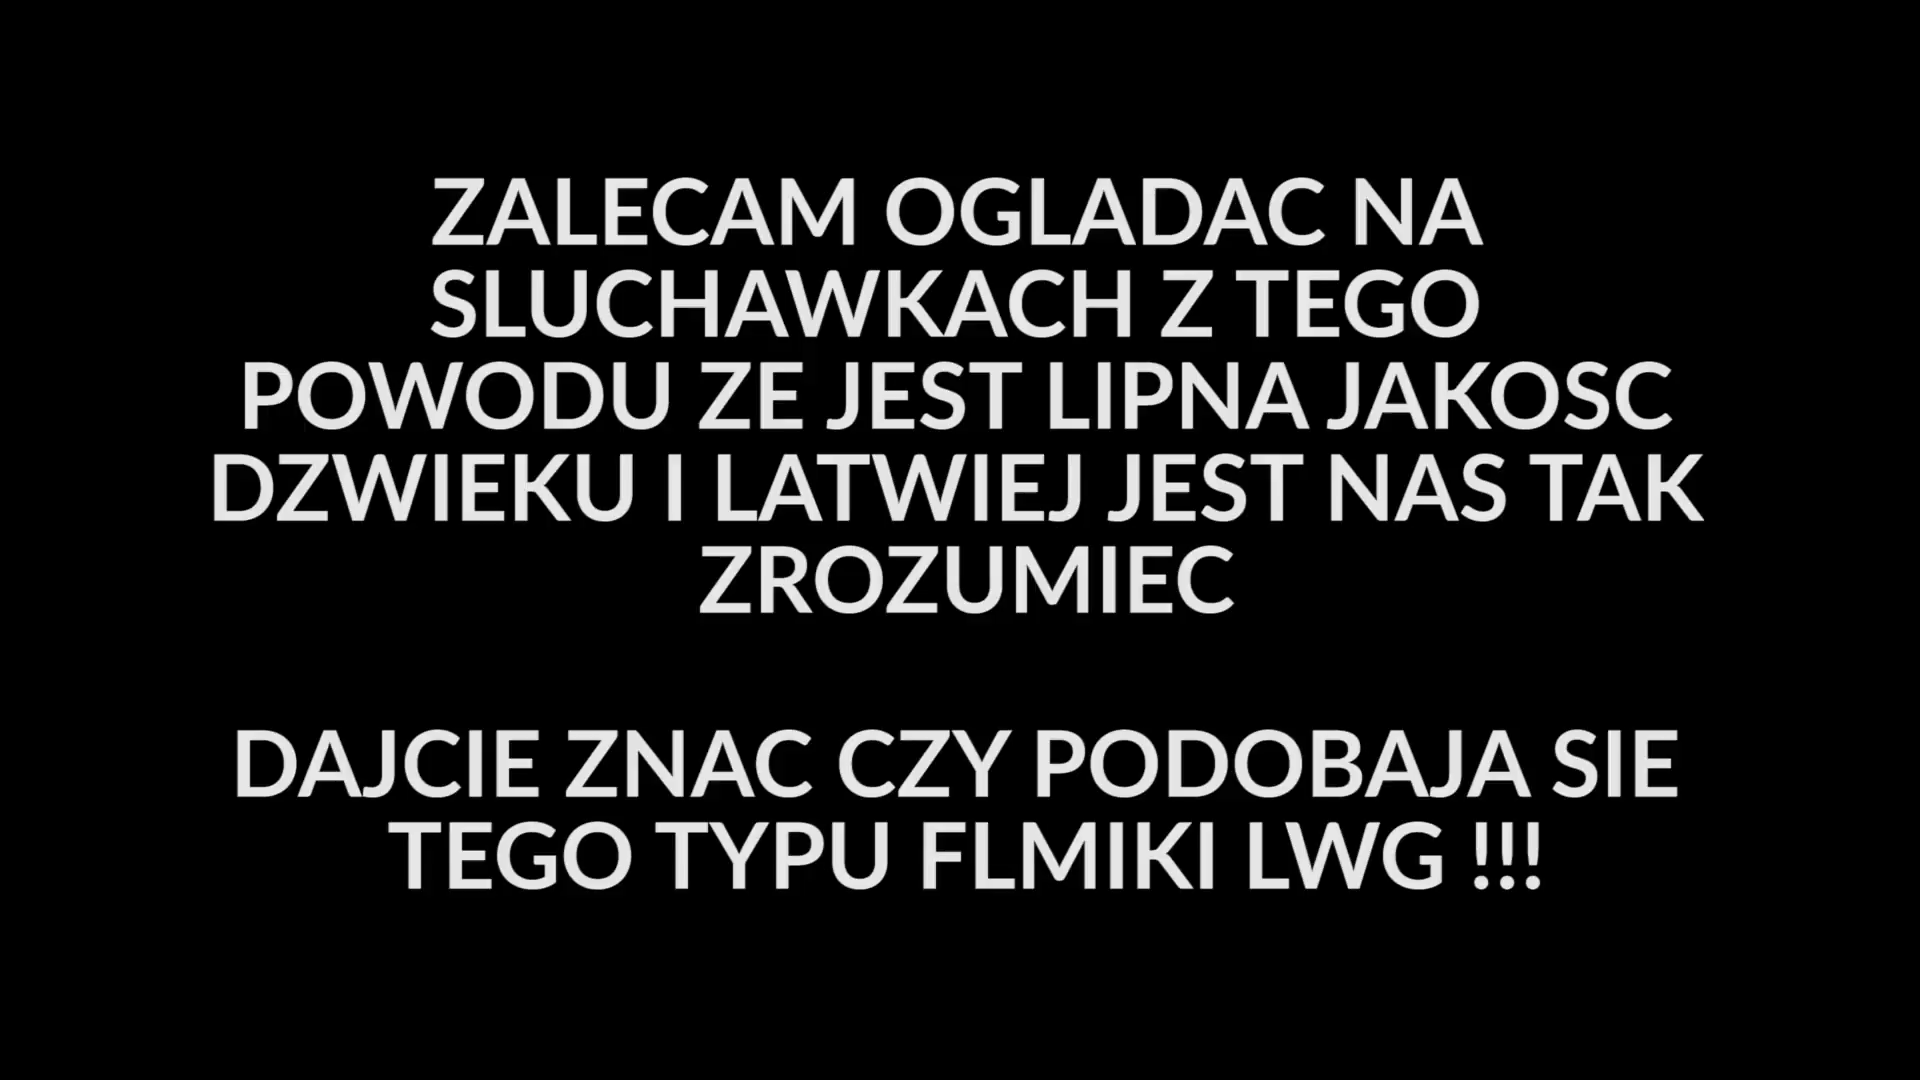 ZALECAM OGLADAC NA
SLUCHAWKACH Z TEGO
POWODU ZE JEST LIPNA JAKOSC
DZWIEKU I LATWIEJ JEST NAS TAK
ZROZUMIEC
DAJCIE ZNAC CZY PODOBAJA SIE
TEGO TYPU FLMIKI LWG !!!